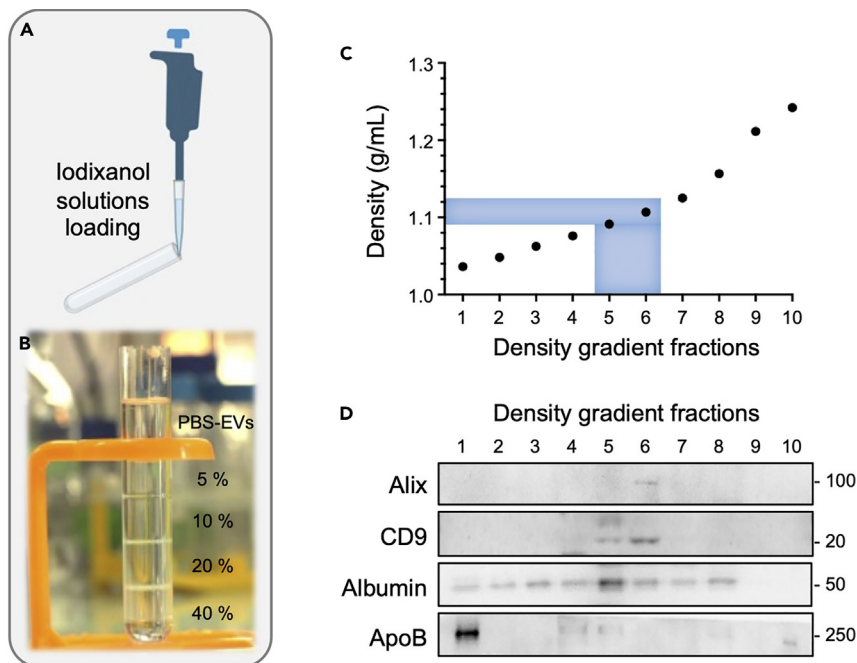 A
Iodixanol
solutions
loading
B
PBS-EVs
5 %
10 %
20 %
40 %
C
Density (g/mL)
1.3
1.2
1.1
1.0
1 2 3 4 5 6 7 8 9 10
Density gradient fractions
D
Density gradient fractions
1 2 3 4 5 6 7 8 9 10
Alix - 100
CD9 - 20
Albumin - 50
ApoB - 250